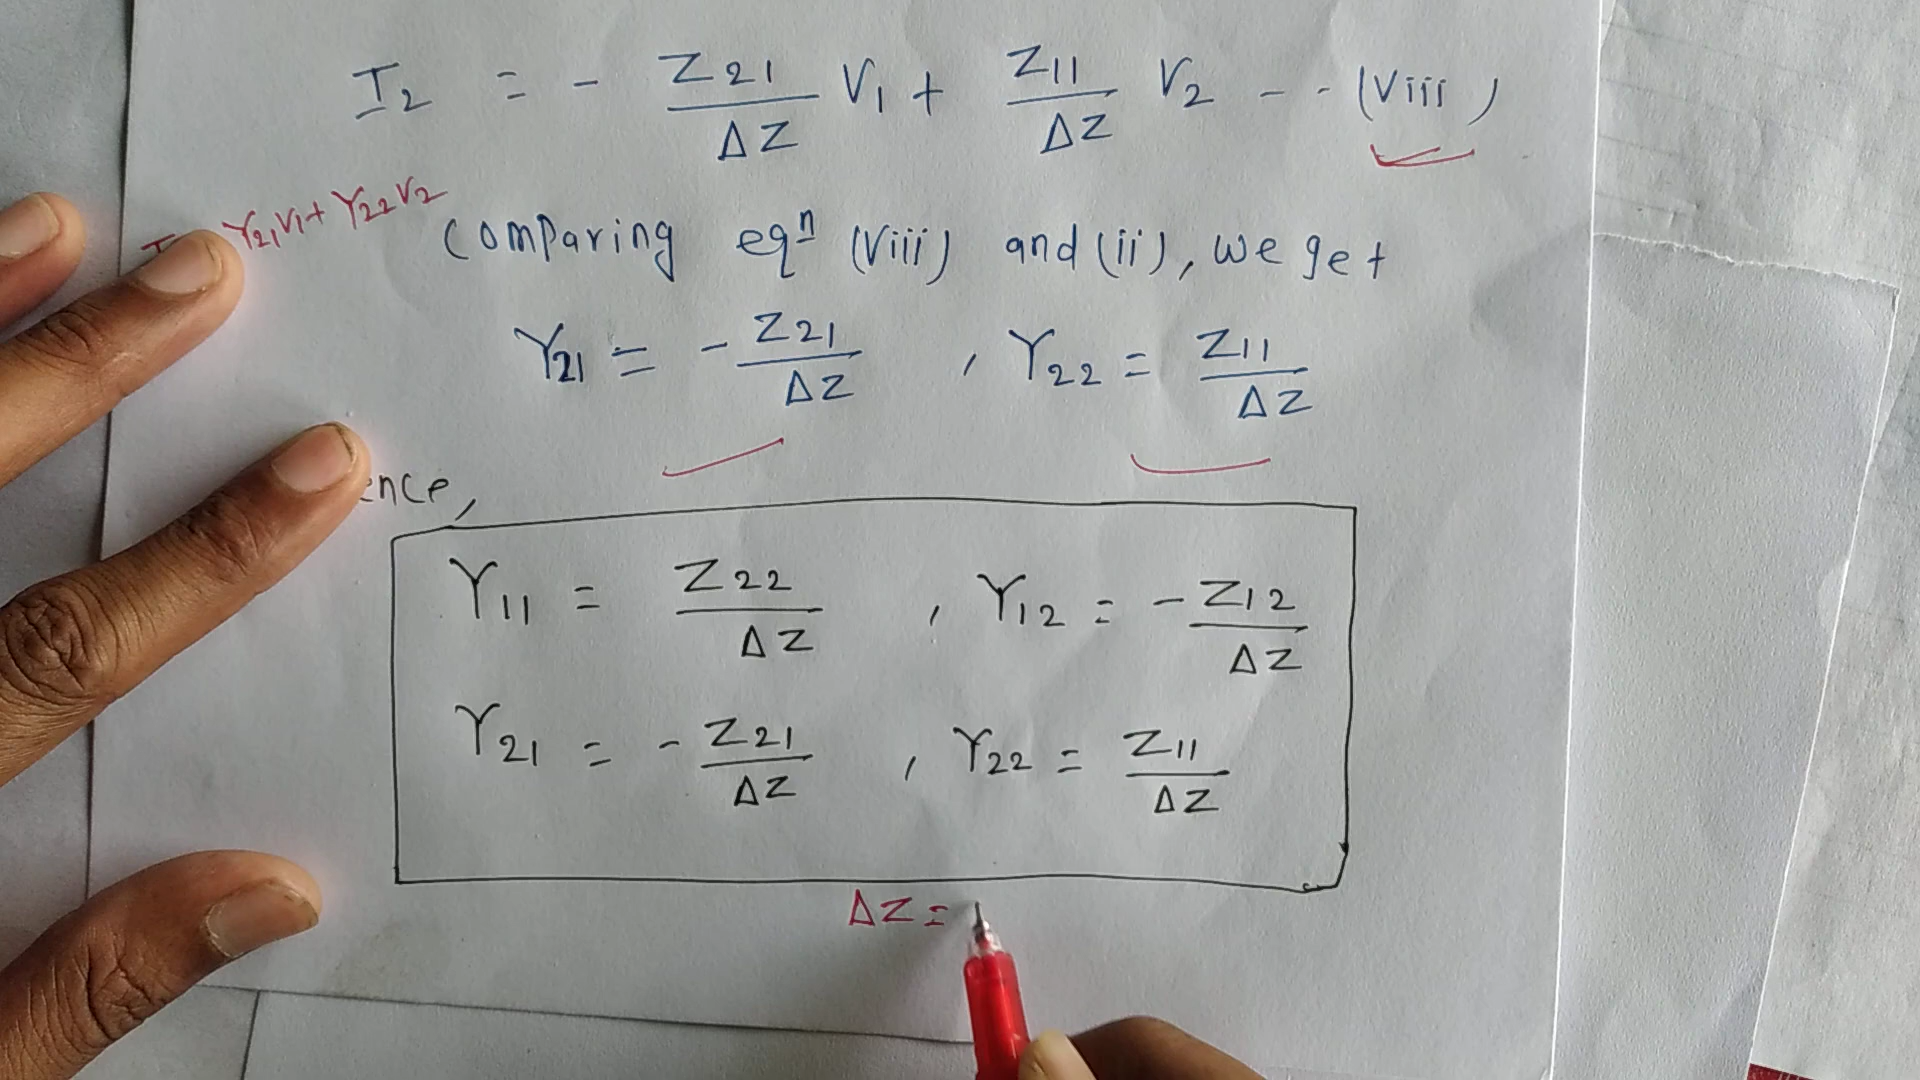 I2 = - Z21/ΔZ V1 + Z11/ΔZ V2 -- (viii)
Y21V1 + Y22V2
Comparing eqn (viii) and (ii), we get
Y21 = - Z21/ΔZ , Y22 = Z11/ΔZ
ence,
Y11 = Z22/ΔZ , Y12 = - Z12/ΔZ
Y21 = - Z21/ΔZ , Y22 = Z11/ΔZ
ΔZ =